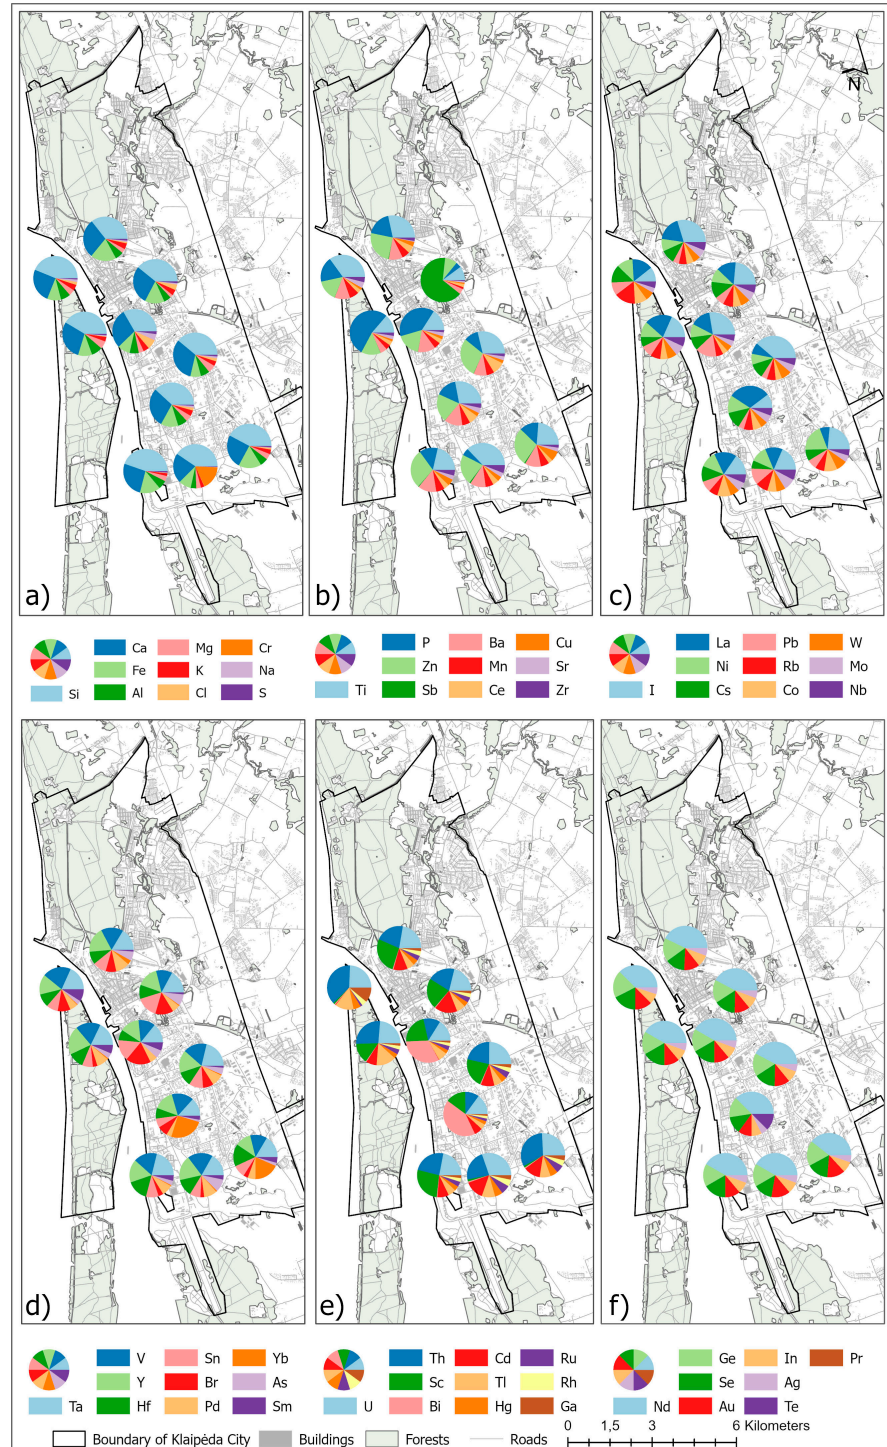 N
a)
b)
c)
Ca Mg Cr
Fe K Na
Si Al Cl S
P Ba Cu
Zn Mn Sr
Ti Sb Ce Zr
La Pb W
Ni Rb Mo
I Cs Co Nb
d)
e)
f)
V Sn Yb
Y Br As
Ta Hf Pd Sm
Th Cd Ru
Sc Tl Rh
U Bi Hg Ga
Ge In Pr
Se Ag
Nd Au Te
Boundary of Klaipėda City Buildings Forests Roads
0 1,5 3 6 Kilometers